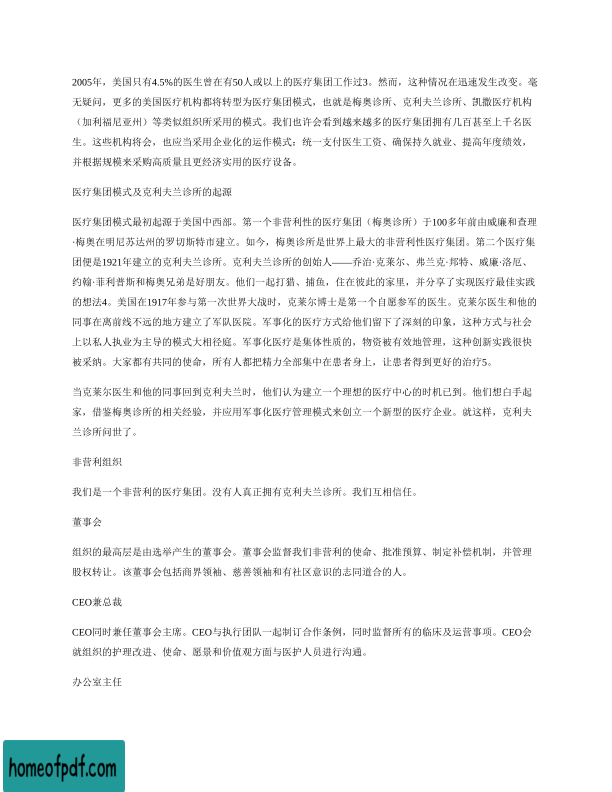 2005年，美国只有4.5%的医生曾在有50人或以上的医疗集团工作过3。然而，这种情况在迅速发生改变。毫
无疑问，更多的美国医疗机构都将转型为医疗集团模式，也就是梅奥诊所、克利夫兰诊所、凯撒医疗机构
（加利福尼亚州）等类似组织所采用的模式。我们也许会看到越来越多的医疗集团拥有几百甚至上千名医
生。这些机构将会，也应当采用企业化的运作模式：统一支付医生工资、确保持久就业、提高年度绩效，
并根据规模来采购高质量且更经济实用的医疗设备。
医疗集团模式及克利夫兰诊所的起源
医疗集团模式最初起源于美国中西部。第一个非营利性的医疗集团（梅奥诊所）于100多年前由威廉和查理
·梅奥在明尼苏达州的罗切斯特市建立。如今，梅奥诊所是世界上最大的非营利性医疗集团。第二个医疗集
团便是1921年建立的克利夫兰诊所。克利夫兰诊所的创始人——乔治·克莱尔、弗兰克·邦特、威廉·洛厄、
约翰·菲利普斯和梅奥兄弟是好朋友。他们一起打猎、捕鱼，住在彼此的家里，并分享了实现医疗最佳实践
的想法4。美国在1917年参与第一次世界大战时，克莱尔博士是第一个自愿参军的医生。克莱尔医生和他的
同事在离前线不远的地方建立了军队医院。军事化的医疗方式给他们留下了深刻的印象，这种方式与社会
上以私人执业为主导的模式大相径庭。军事化医疗是集体性质的，物资被有效地管理，这种创新实践很快
被采纳。大家都有共同的使命，所有人都把精力全部集中在患者身上，让患者得到更好的治疗5。
当克莱尔医生和他的同事回到克利夫兰时，他们认为建立一个理想的医疗中心的时机已到。他们想白手起
家，借鉴梅奥诊所的相关经验，并应用军事化医疗管理模式来创立一个新型的医疗企业。就这样，克利夫
兰诊所问世了。
非营利组织
我们是一个非营利的医疗集团。没有人真正拥有克利夫兰诊所。我们互相信任。
董事会
组织的最高层是由选举产生的董事会。董事会监督我们非营利的使命、批准预算、制定补偿机制，并管理
股权转让。该董事会包括商界领袖、慈善领袖和有社区意识的志同道合的人。
CEO兼总裁
CEO同时兼任董事会主席。CEO与执行团队一起制订合作条例，同时监督所有的临床及运营事项。CEO会
就组织的护理改进、使命、愿景和价值观方面与医护人员进行沟通。
办公室主任
homeofpdf.com